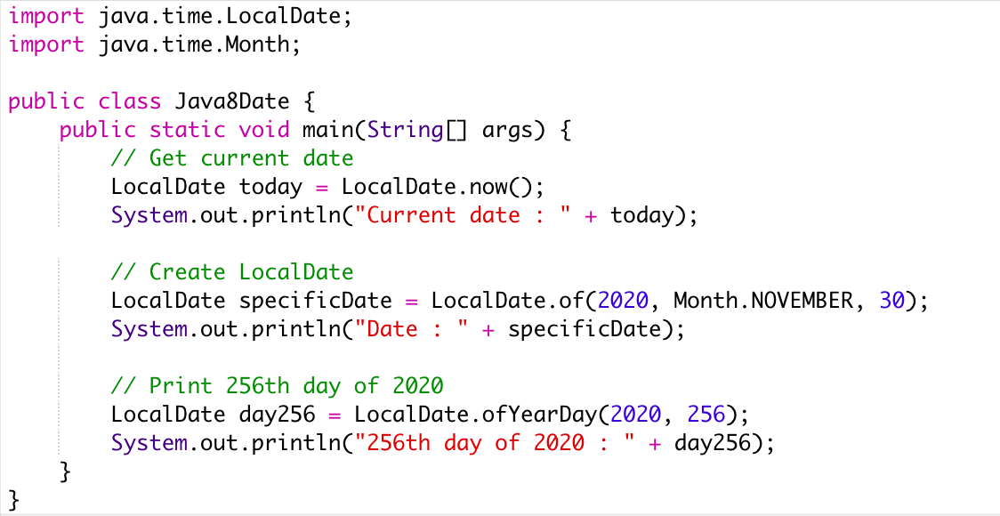 import java.time.LocalDate;
import java.time.Month;

public class Java8Date {
    public static void main(String[] args) {
        // Get current date
        LocalDate today = LocalDate.now();
        System.out.println("Current date : " + today);

        // Create LocalDate
        LocalDate specificDate = LocalDate.of(2020, Month.NOVEMBER, 30);
        System.out.println("Date : " + specificDate);

        // Print 256th day of 2020
        LocalDate day256 = LocalDate.ofYearDay(2020, 256);
        System.out.println("256th day of 2020 : " + day256);
    }
}